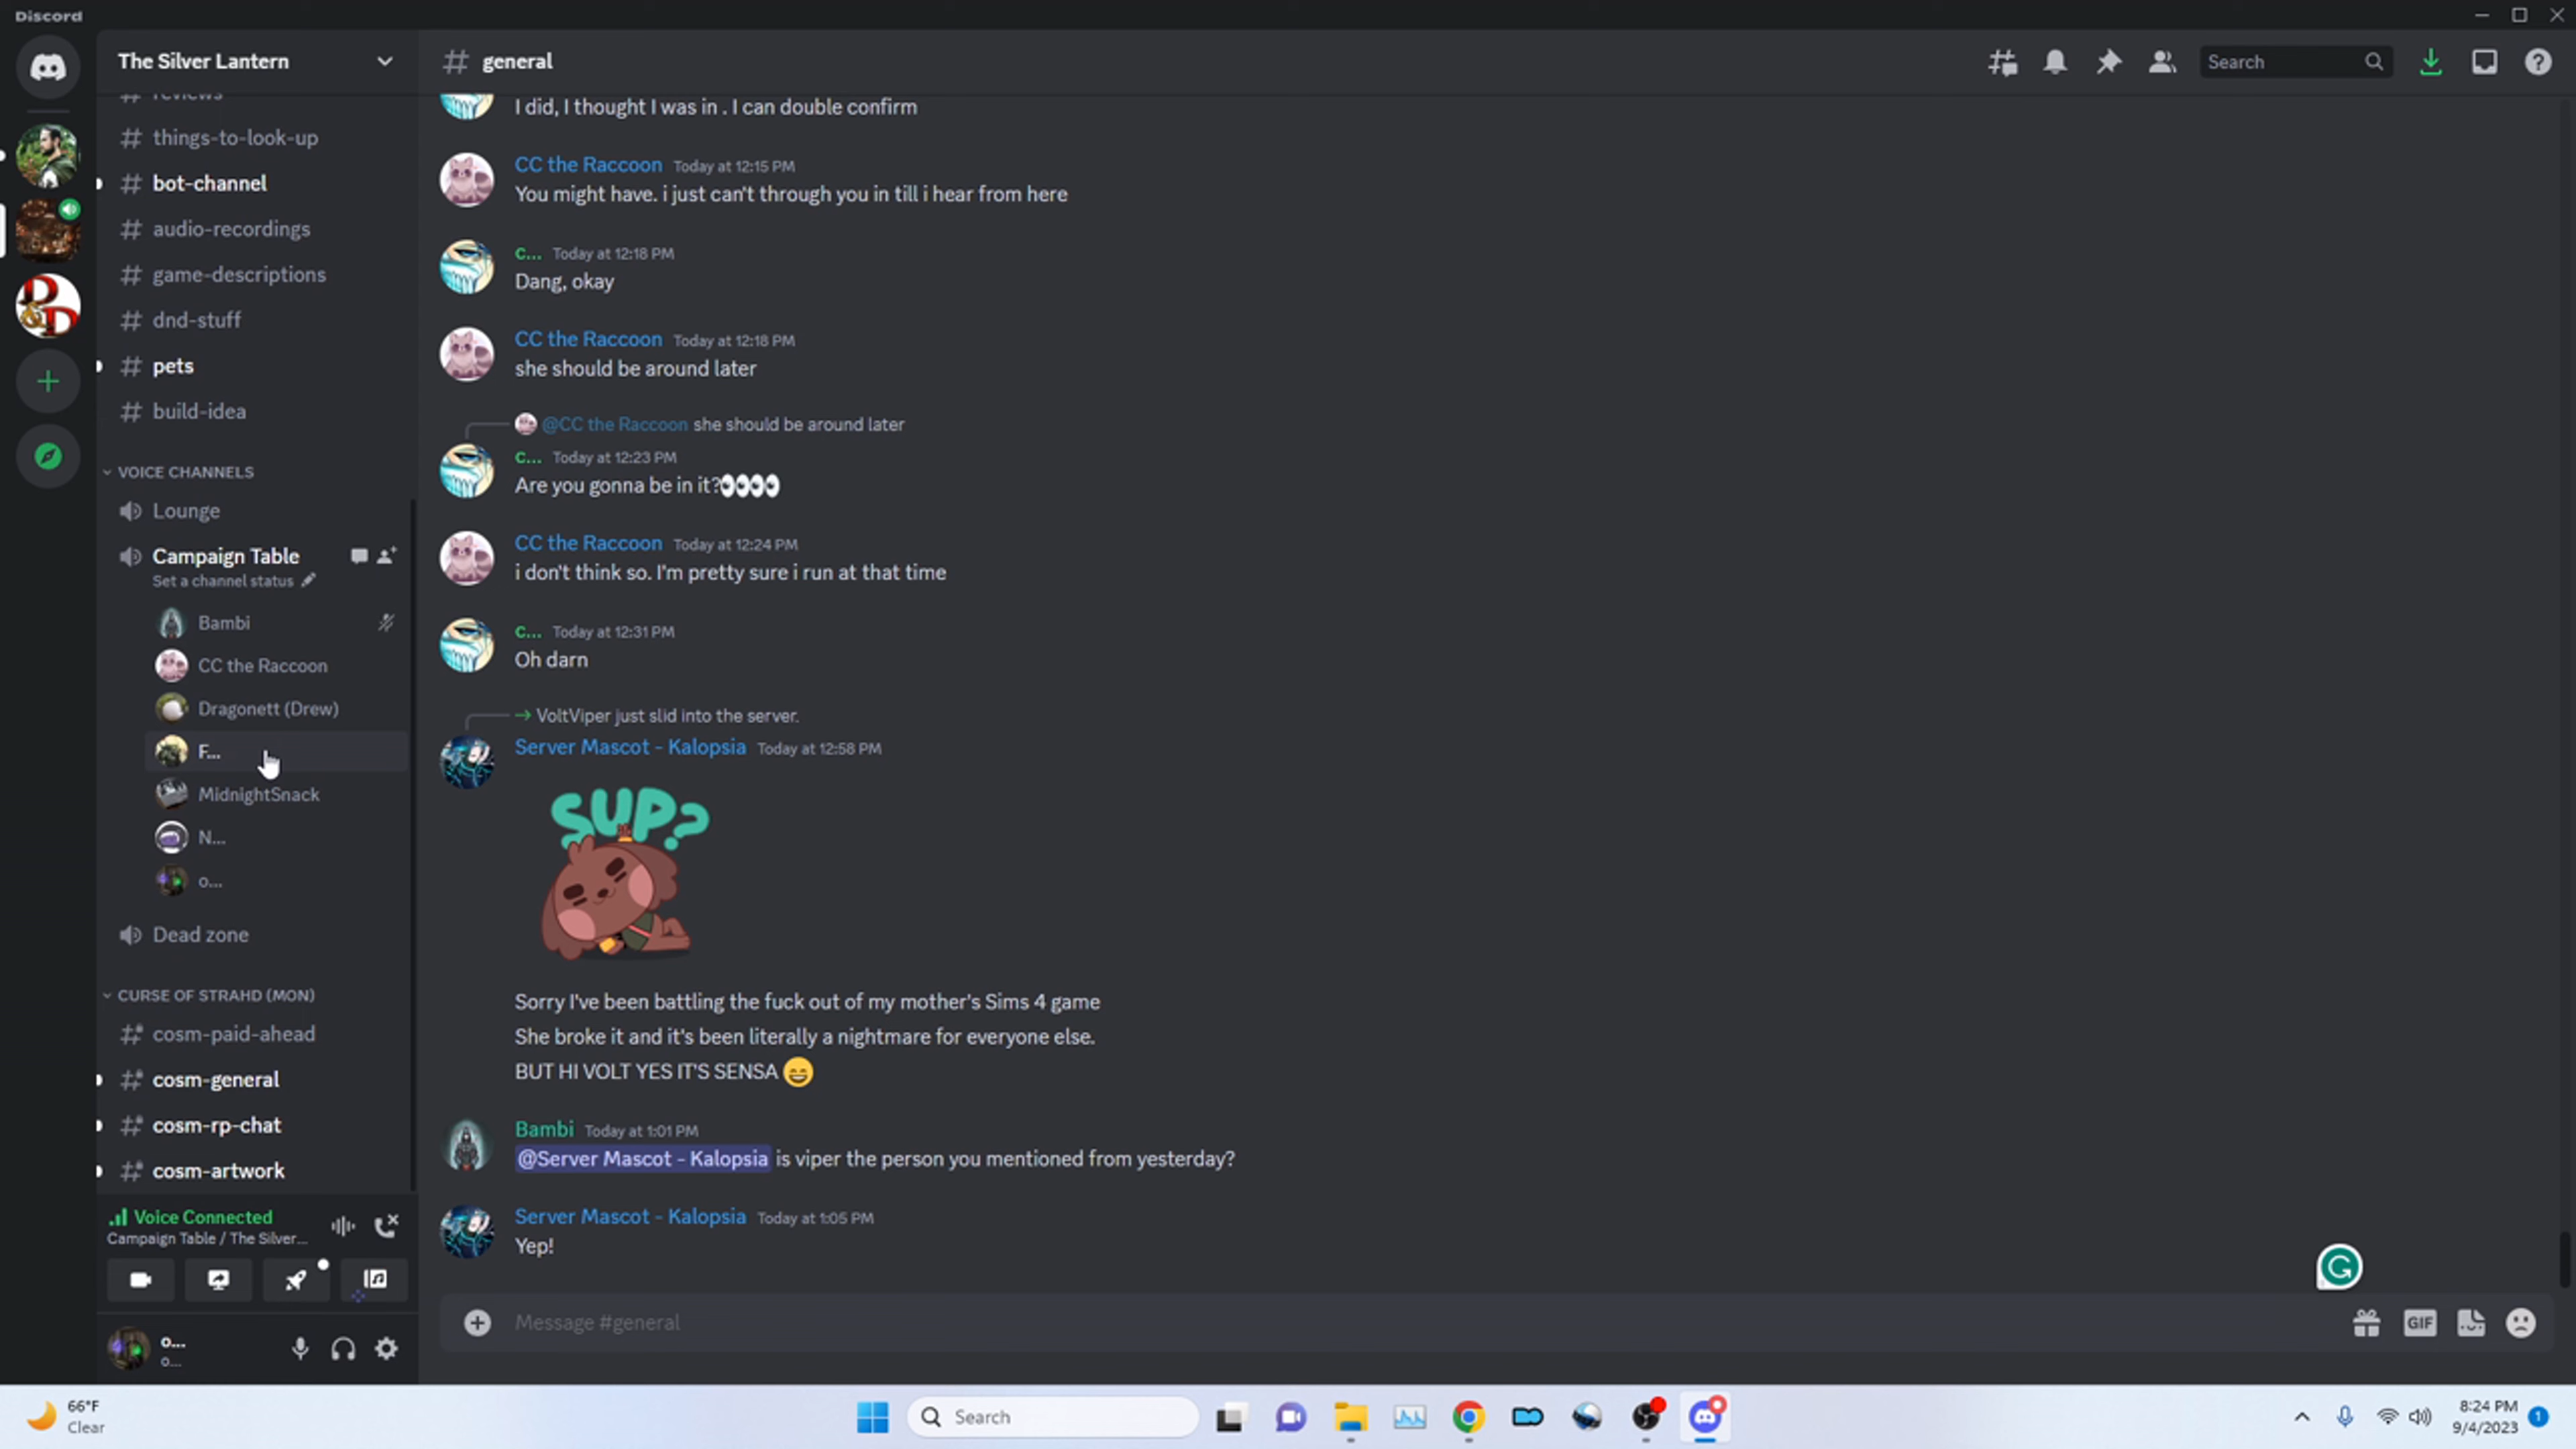 Discord
The Silver Lantern
# general
Search
reviews
# things-to-look-up
# bot-channel
# audio-recordings
# game-descriptions
# dnd-stuff
# pets
# build-idea
VOICE CHANNELS
Lounge
Campaign Table
Set a channel status
Bambi
CC the Raccoon
Dragonett (Drew)
F...
MidnightSnack
N...
o...
Dead zone
CURSE OF STRAHD (MON)
cosm-paid-ahead
cosm-general
cosm-rp-chat
cosm-artwork
Voice Connected
Campaign Table / The Silver...
o...
o...
I did, I thought I was in . I can double confirm
CC the Raccoon Today at 12:15 PM
You might have. i just can't through you in till i hear from here
C... Today at 12:18 PM
Dang, okay
CC the Raccoon Today at 12:18 PM
she should be around later
@CC the Raccoon she should be around later
C... Today at 12:23 PM
Are you gonna be in it?👀👀
CC the Raccoon Today at 12:24 PM
i don't think so. I'm pretty sure i run at that time
C... Today at 12:31 PM
Oh darn
VoltViper just slid into the server.
Server Mascot - Kalopsia Today at 12:58 PM
SUP?
Sorry I've been battling the fuck out of my mother's Sims 4 game
She broke it and it's been literally a nightmare for everyone else.
BUT HI VOLT YES IT'S SENSA 😄
Bambi Today at 1:01 PM
@Server Mascot - Kalopsia is viper the person you mentioned from yesterday?
Server Mascot - Kalopsia Today at 1:05 PM
Yep!
Message #general
GIF
66°F
Clear
Search
8:24 PM
9/4/2023
1
D&D